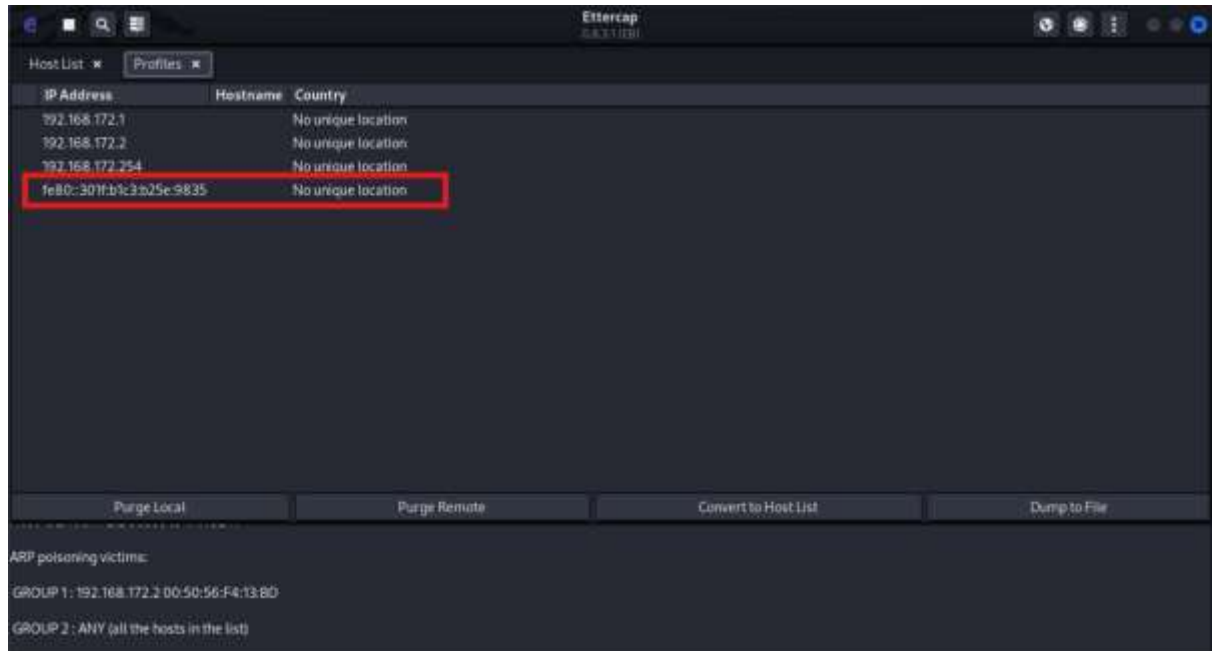 Ettercap
Host List × Profiles ×
IP Address Hostname Country
192.168.172.1 No unique location
192.168.172.2 No unique location
192.168.172.254 No unique location
fe80::301f:b1c3:b25e:9835 No unique location
Purge Local Purge Remote Convert to Host List Dump to File
ARP poisoning victims:
GROUP 1 : 192.168.172.2 00:50:56:F4:13:BD
GROUP 2 : ANY (all the hosts in the list)